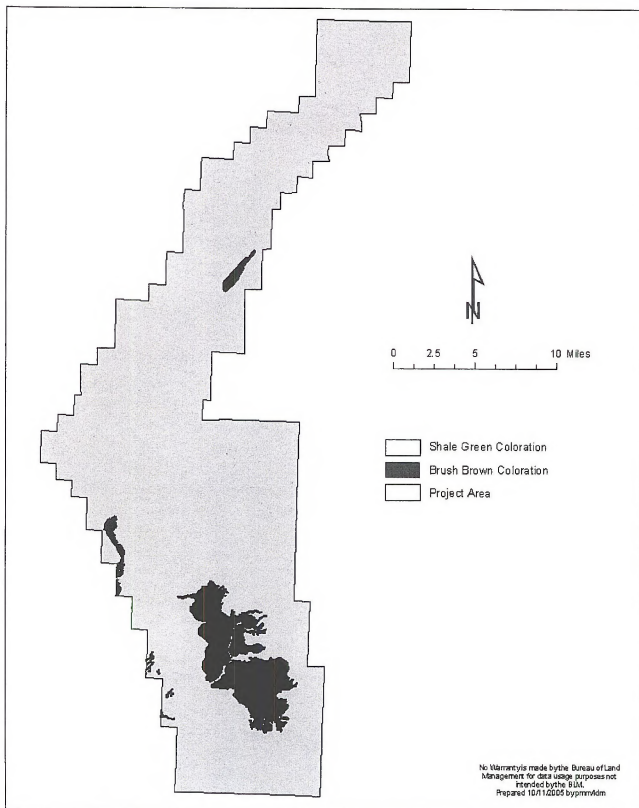 N
0 2.5 5 10 Miles
Shale Green Coloration
Brush Brown Coloration
Project Area
No Warranty is made by the Bureau of Land
Management for data usage purposes not
intended by the BLM.
Prepared 10/11/2005 by